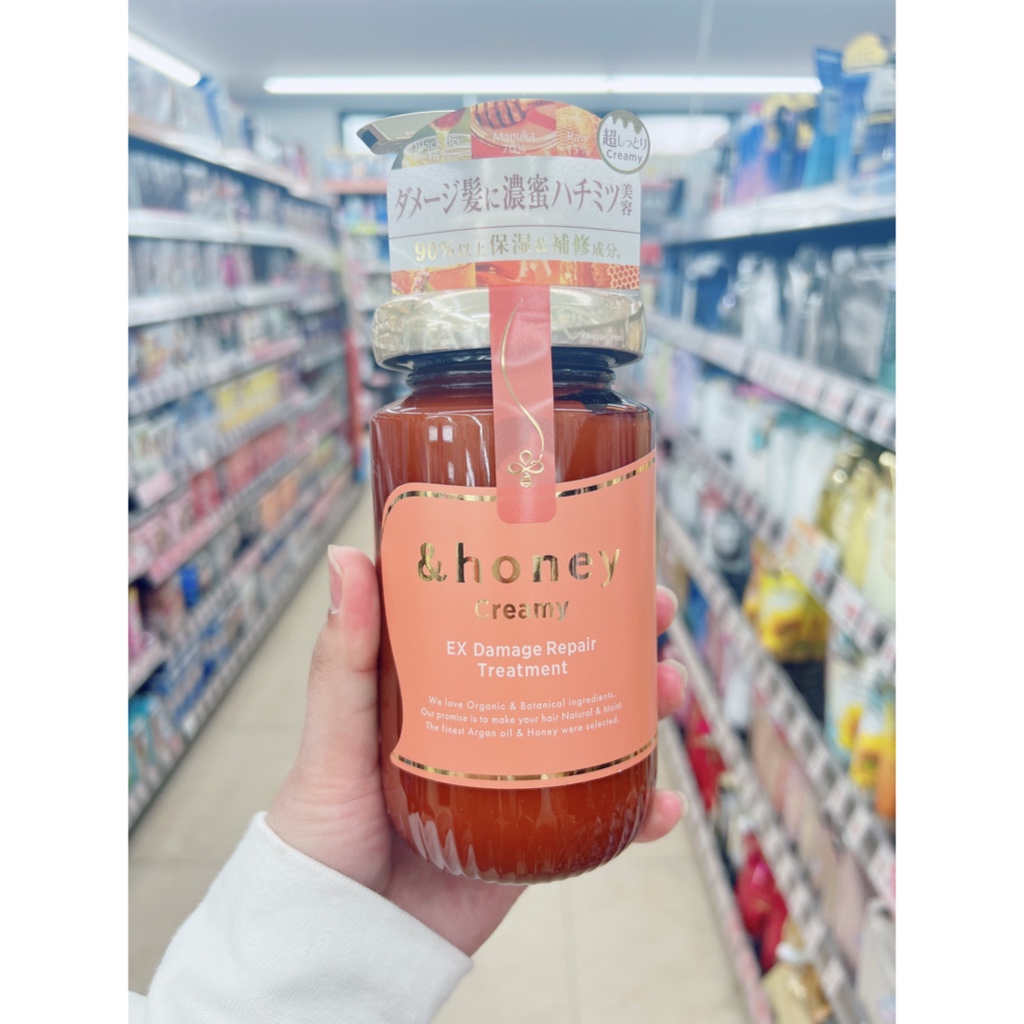 Manuka
超しっとり
Creamy
ダメージ髪に濃蜜ハチミツ美容
90%以上保湿&補修成分。
&honey
Creamy
EX Damage Repair
Treatment
We love Organic & Botanical ingredients.
Our promise is to make your hair Natural & Moist.
The finest Argan oil & Honey were selected.